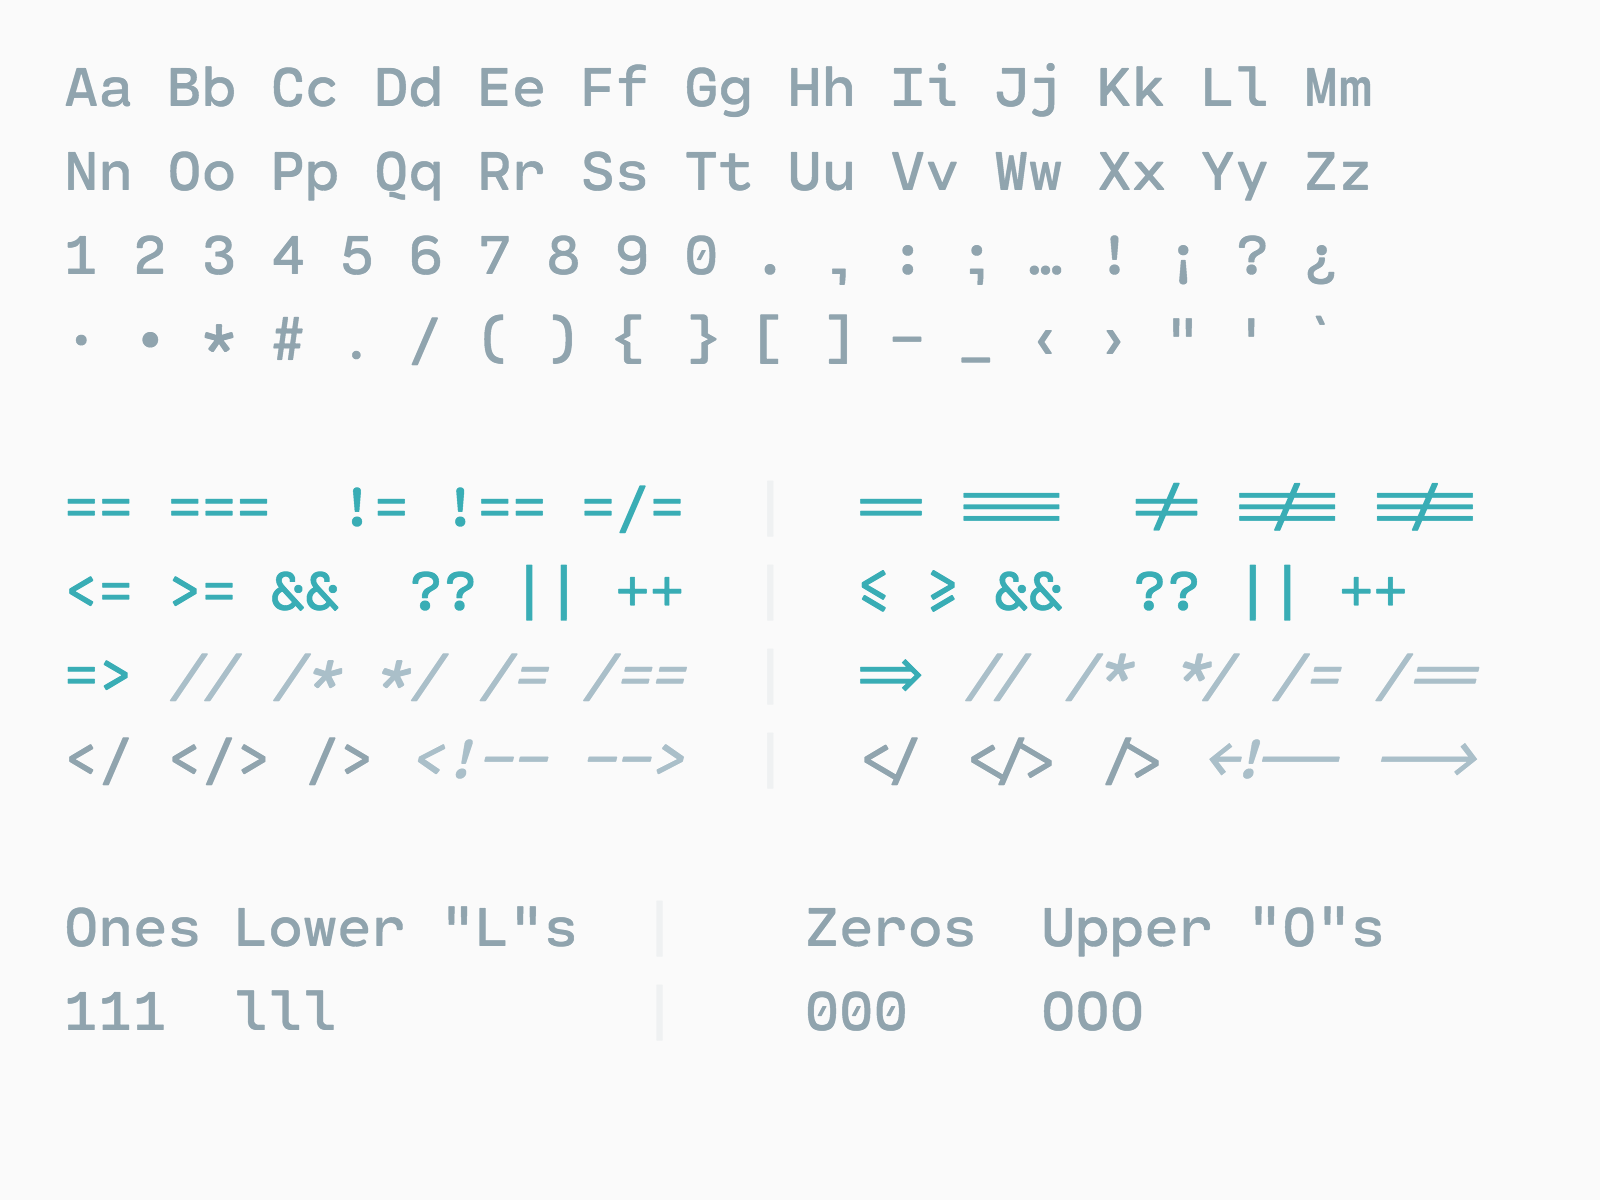 Aa Bb Cc Dd Ee Ff Gg Hh Ii Jj Kk Ll Mm
Nn Oo Pp Qq Rr Ss Tt Uu Vv Ww Xx Yy Zz
1 2 3 4 5 6 7 8 9 0 . , : ; … ! ¡ ? ¿
· • * # . / ( ) { } [ ] – _ ‹ › " ' `
== === != !== =/= == === != !== =/=
<= >= && ?? || ++ <= >= && ?? || ++
=> // /* */ /= /== => // /* */ /= /==
</ </> /> <!-- --> </ </> /> <!-- -->
Ones Lower "L"s Zeros Upper "O"s
111 lll 000 OOO